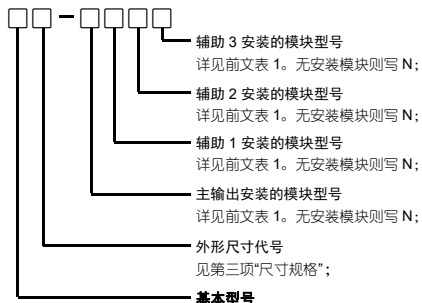 辅助 3 安装的模块型号
详见前文表 1。无安装模块则写 N；
辅助 2 安装的模块型号
详见前文表 1。无安装模块则写 N；
辅助 1 安装的模块型号
详见前文表 1。无安装模块则写 N；
主输出安装的模块型号
详见前文表 1。无安装模块则写 N；
外形尺寸代号
见第三项“尺寸规格”；
基本型号